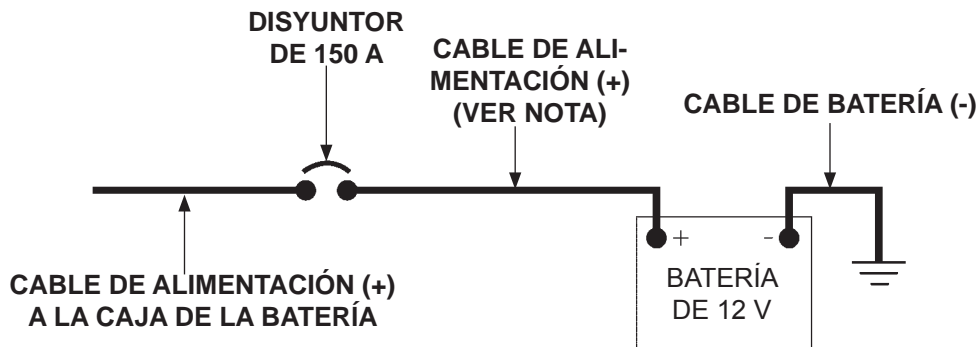 DISYUNTOR
DE 150 A
CABLE DE ALI-
MENTACIÓN (+)
(VER NOTA)
CABLE DE BATERÍA (-)
+
-
BATERÍA
DE 12 V
CABLE DE ALIMENTACIÓN (+)
A LA CAJA DE LA BATERÍA